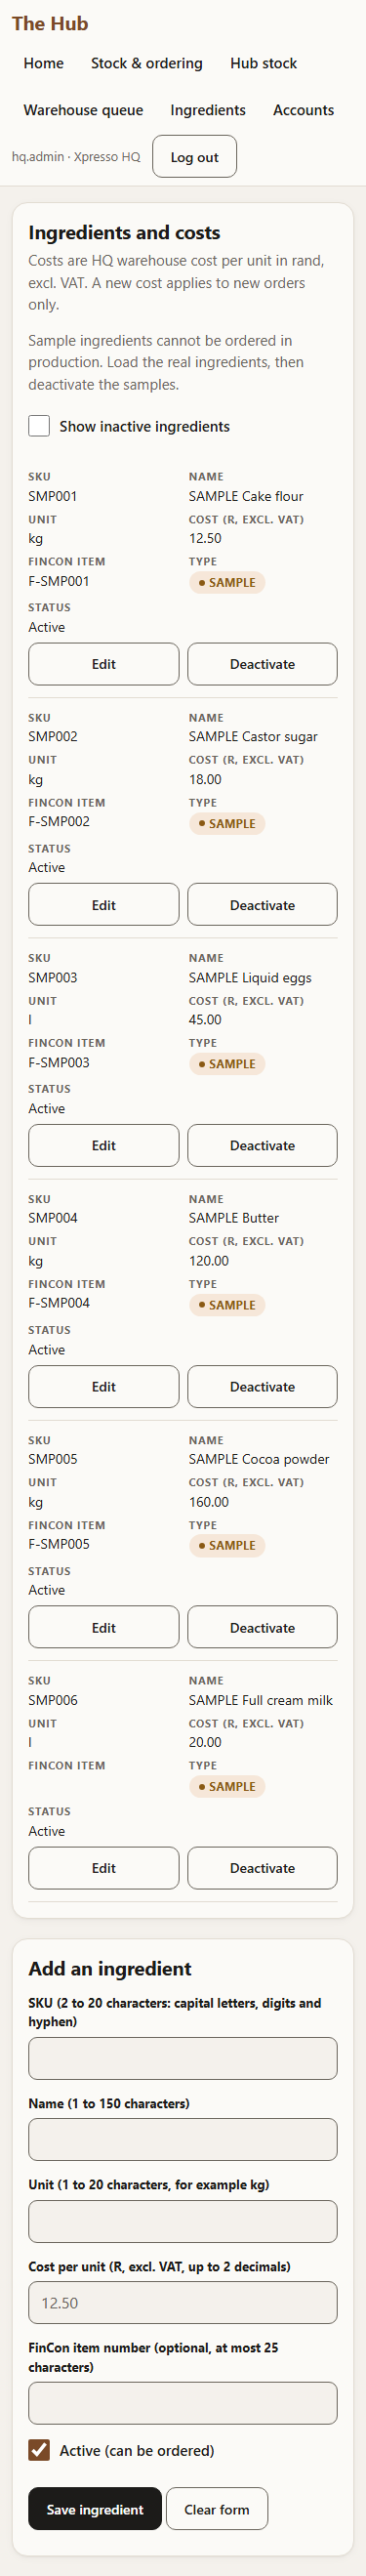 The Hub
Home Stock & ordering Hub stock
Warehouse queue Ingredients Accounts
hq.admin · Xpresso HQ Log out
Ingredients and costs
Costs are HQ warehouse cost per unit in rand,
excl. VAT. A new cost applies to new orders
only.
Sample ingredients cannot be ordered in
production. Load the real ingredients, then
deactivate the samples.
Show inactive ingredients
SKU NAME
SMP001 SAMPLE Cake flour
UNIT COST (R, EXCL. VAT)
kg 12.50
FINCON ITEM TYPE
F-SMP001 SAMPLE
STATUS
Active
Edit Deactivate
SKU NAME
SMP002 SAMPLE Castor sugar
UNIT COST (R, EXCL. VAT)
kg 18.00
FINCON ITEM TYPE
F-SMP002 SAMPLE
STATUS
Active
Edit Deactivate
SKU NAME
SMP003 SAMPLE Liquid eggs
UNIT COST (R, EXCL. VAT)
l 45.00
FINCON ITEM TYPE
F-SMP003 SAMPLE
STATUS
Active
Edit Deactivate
SKU NAME
SMP004 SAMPLE Butter
UNIT COST (R, EXCL. VAT)
kg 120.00
FINCON ITEM TYPE
F-SMP004 SAMPLE
STATUS
Active
Edit Deactivate
SKU NAME
SMP005 SAMPLE Cocoa powder
UNIT COST (R, EXCL. VAT)
kg 160.00
FINCON ITEM TYPE
F-SMP005 SAMPLE
STATUS
Active
Edit Deactivate
SKU NAME
SMP006 SAMPLE Full cream milk
UNIT COST (R, EXCL. VAT)
l 20.00
FINCON ITEM TYPE
SAMPLE
STATUS
Active
Edit Deactivate
Add an ingredient
SKU (2 to 20 characters: capital letters, digits and
hyphen)
Name (1 to 150 characters)
Unit (1 to 20 characters, for example kg)
Cost per unit (R, excl. VAT, up to 2 decimals)
12.50
FinCon item number (optional, at most 25
characters)
Active (can be ordered)
Save ingredient Clear form